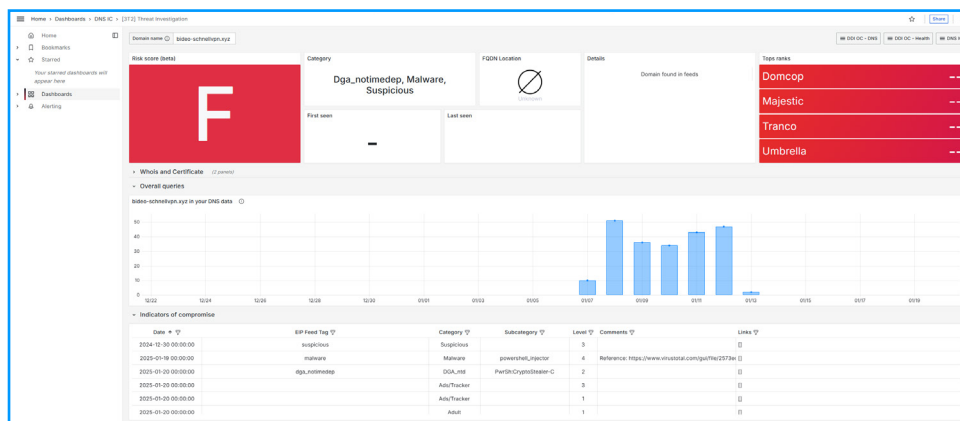 Home › Dashboards › DNS IC › [3T2] Threat Investigation
Share
Home
Bookmarks
Starred
Your starred dashboards will
appear here
Dashboards
Alerting
Domain name bideo-schnellvpn.xyz
DDI OC - DNS
DDI OC - Health
Risk score (beta)
F
Category
Dga_notimedep, Malware,
Suspicious
FQDN Location
First seen
-
Last seen
Details
Domain found in feeds
Tops ranks
Domcop --
Majestic --
Tranco --
Umbrella --
Whois and Certificate (2 panels)
Overall queries
bideo-schnellvpn.xyz in your DNS data
50
40
30
20
10
0
12/22 12/24 12/26 12/28 12/30 01/01 01/03 01/05 01/07 01/09 01/11 01/12 01/15 01/17 01/19
Indicators of compromise
Date EIP Feed Tag Category Subcategory Level Comments Links
2024-12-30 00:00:00 suspicious Suspicious 3 []
2025-01-19 00:00:00 malware Malware powershell_injector 4 Reference: https://www.virustotal.com/gui/file/2573e []
2025-01-20 00:00:00 dga_notimedep DGA_ntd PwrSh:CryptoStealer-C 2 []
2025-01-20 00:00:00 Ads/Tracker 3 []
2025-01-20 00:00:00 Ads/Tracker 1 []
2025-01-20 00:00:00 Adult 1 []